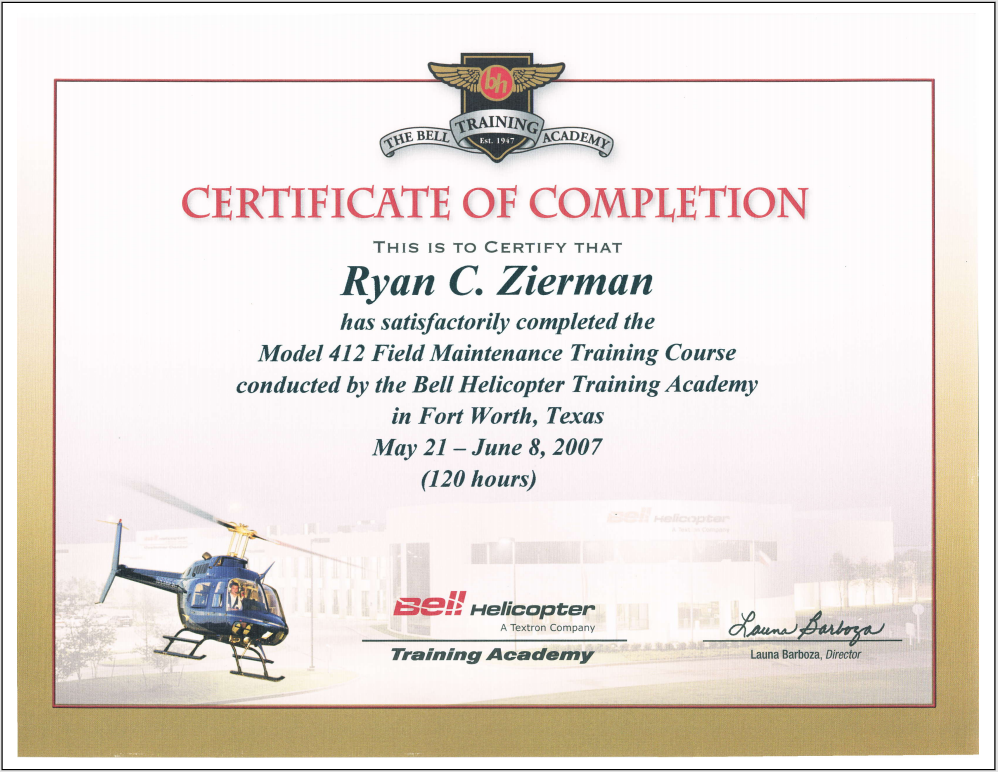 bh
THE BELL TRAINING ACADEMY
Est. 1947
CERTIFICATE OF COMPLETION
THIS IS TO CERTIFY THAT
Ryan C. Zierman
has satisfactorily completed the
Model 412 Field Maintenance Training Course
conducted by the Bell Helicopter Training Academy
in Fort Worth, Texas
May 21 – June 8, 2007
(120 hours)
Bell Helicopter
A Textron Company
Bell Helicopter
A Textron Company
Training Academy
Launa Barboza
Launa Barboza, Director